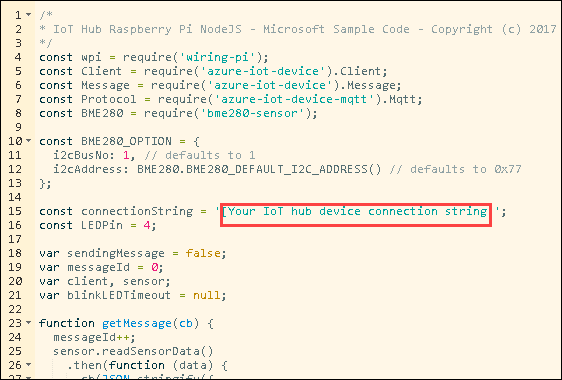 1 /*
2 * IoT Hub Raspberry Pi NodeJS - Microsoft Sample Code - Copyright (c) 2017
3 */
4 const wpi = require('wiring-pi');
5 const Client = require('azure-iot-device').Client;
6 const Message = require('azure-iot-device').Message;
7 const Protocol = require('azure-iot-device-mqtt').Mqtt;
8 const BME280 = require('bme280-sensor');
9
10 const BME280_OPTION = {
11 i2cBusNo: 1, // defaults to 1
12 i2cAddress: BME280.BME280_DEFAULT_I2C_ADDRESS() // defaults to 0x77
13 };
14
15 const connectionString = '[Your IoT hub device connection string ';
16 const LEDPin = 4;
17
18 var sendingMessage = false;
19 var messageId = 0;
20 var client, sensor;
21 var blinkLEDTimeout = null;
22
23 function getMessage(cb) {
24 messageId++;
25 sensor.readSensorData()
26 .then(function (data) {
27 cb(JSON.stringify({